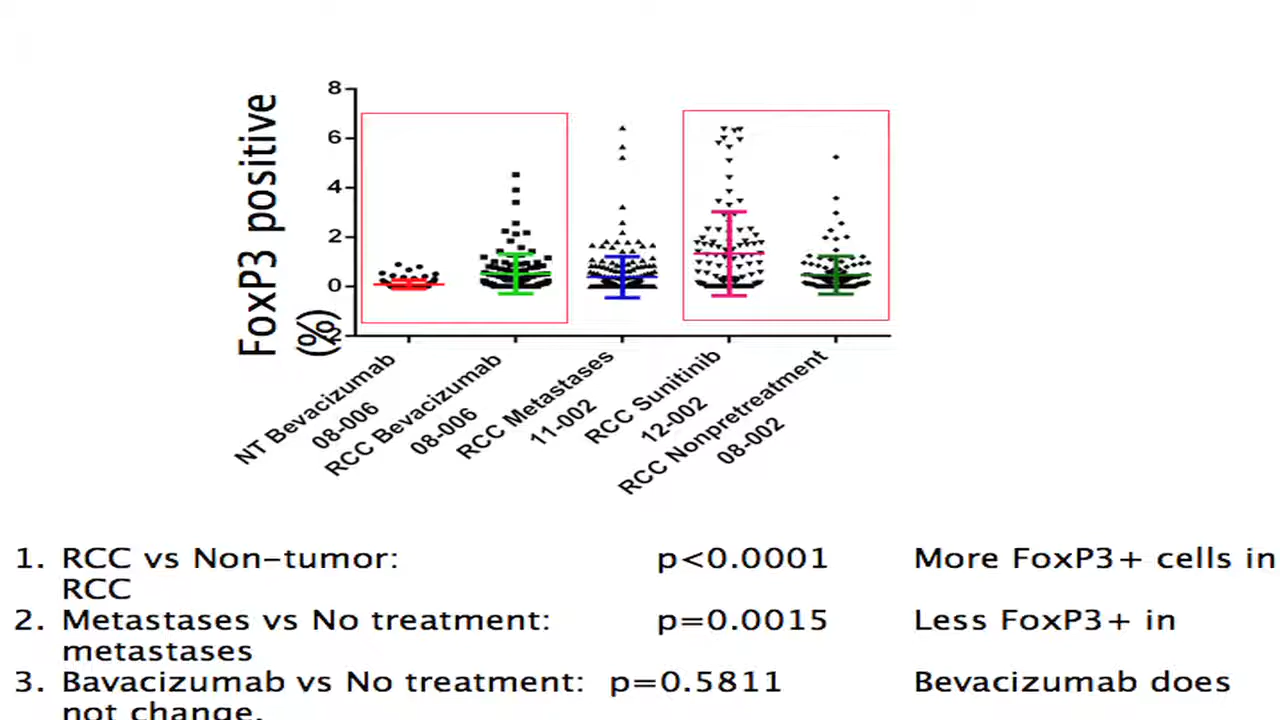 FoxP3 positive
(%)
8
6
4
2
0
NT Bevacizumab
08-006
RCC Bevacizumab
08-006
RCC Metastases
11-002
RCC Sunitinib
12-002
RCC Nonpretreatment
08-002
1. RCC vs Non-tumor: p<0.0001 More FoxP3+ cells in
RCC
2. Metastases vs No treatment: p=0.0015 Less FoxP3+ in
metastases
3. Bavacizumab vs No treatment: p=0.5811 Bevacizumab does
not change.